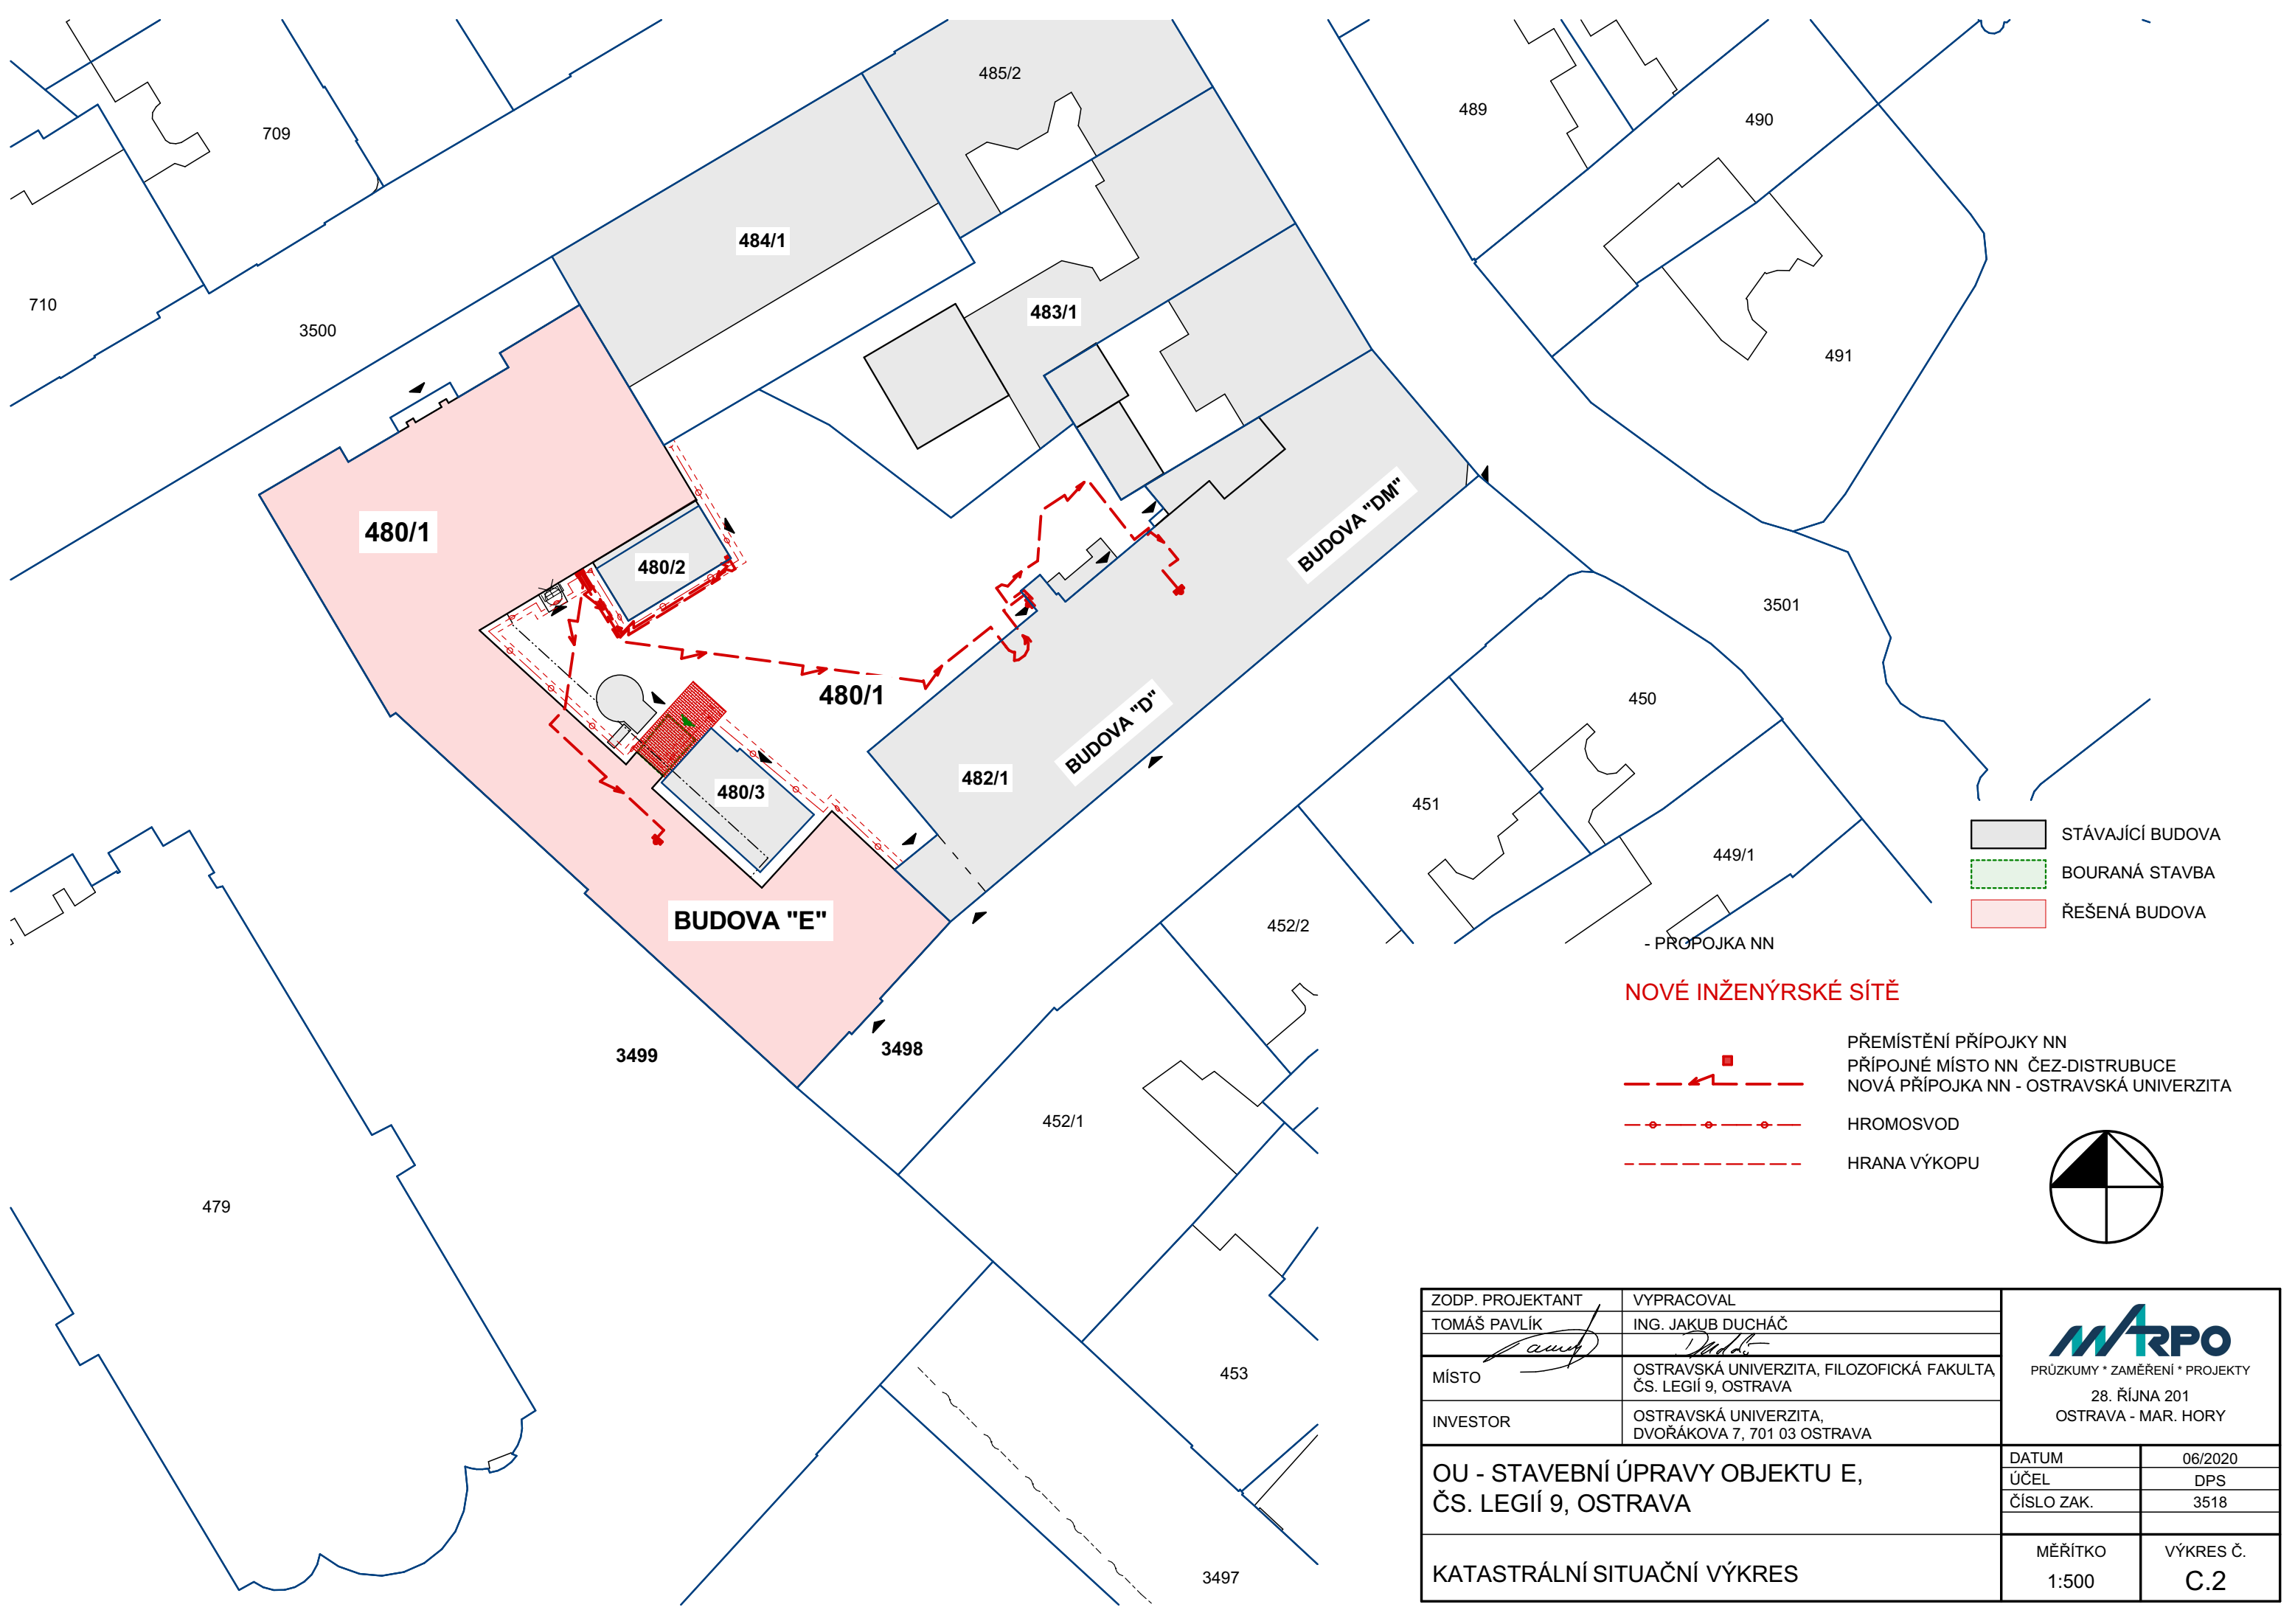 485/2
489
490
709
484/1
710
3500
483/1
491
480/1
480/2
BUDOVA "DM"
3501
480/1
450
BUDOVA "D"
482/1
480/3
451
449/1
BUDOVA "E"
452/2
3499
3498
452/1
479
453
3497
STÁVAJÍCÍ BUDOVA
BOURANÁ STAVBA
ŘEŠENÁ BUDOVA
- PROPOJKA NN
NOVÉ INŽENÝRSKÉ SÍTĚ
PŘEMÍSTĚNÍ PŘÍPOJKY NN
PŘÍPOJNÉ MÍSTO NN ČEZ-DISTRUBUCE
NOVÁ PŘÍPOJKA NN - OSTRAVSKÁ UNIVERZITA
HROMOSVOD
HRANA VÝKOPU
ZODP. PROJEKTANT VYPRACOVAL
TOMÁŠ PAVLÍK ING. JAKUB DUCHÁČ
MÍSTO OSTRAVSKÁ UNIVERZITA, FILOZOFICKÁ FAKULTA,
ČS. LEGIÍ 9, OSTRAVA
INVESTOR OSTRAVSKÁ UNIVERZITA,
DVOŘÁKOVA 7, 701 03 OSTRAVA
MARPO
PRŮZKUMY * ZAMĚŘENÍ * PROJEKTY
28. ŘÍJNA 201
OSTRAVA - MAR. HORY
OU - STAVEBNÍ ÚPRAVY OBJEKTU E,
ČS. LEGIÍ 9, OSTRAVA
DATUM 06/2020
ÚČEL DPS
ČÍSLO ZAK. 3518
KATASTRÁLNÍ SITUAČNÍ VÝKRES
MĚŘÍTKO VÝKRES Č.
1:500 C.2